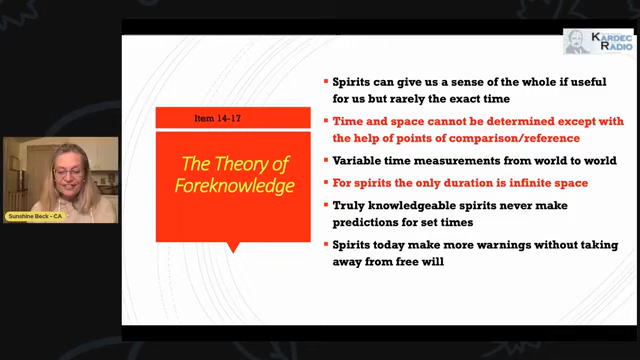 KARDEC
RADIO
Item 14-17
The Theory of
Foreknowledge
Spirits can give us a sense of the whole if useful
for us but rarely the exact time
Time and space cannot be determined except with
the help of points of comparison/reference
Variable time measurements from world to world
For spirits the only duration is infinite space
Truly knowledgeable spirits never make
predictions for set times
Spirits today make more warnings without taking
away from free will
Sunshine Beck - CA